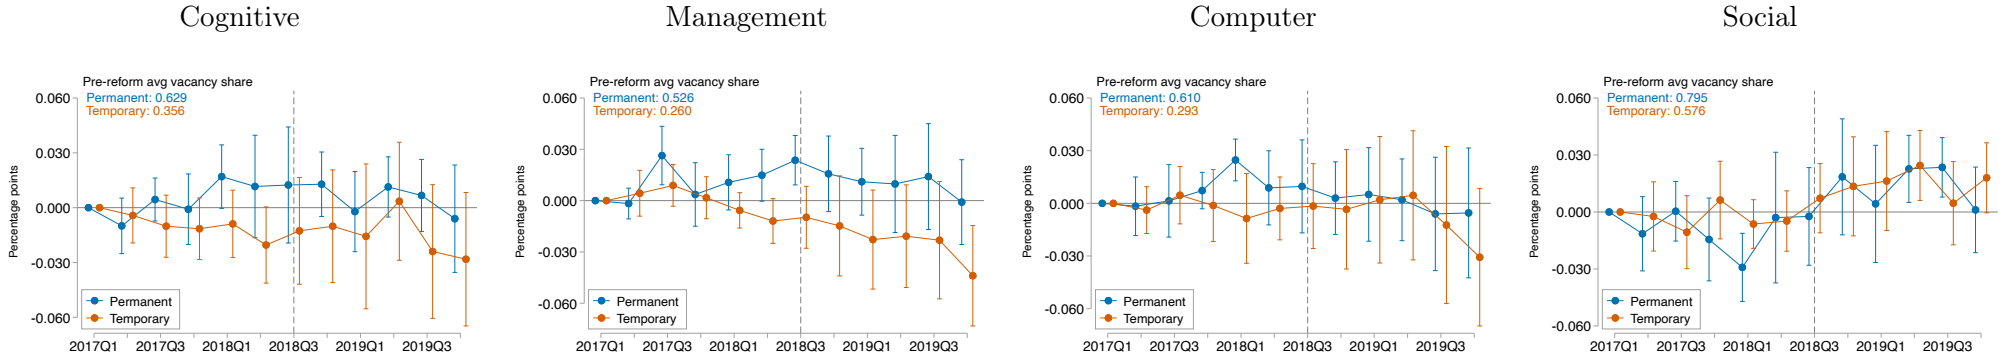 Cognitive
Pre-reform avg vacancy share
Permanent: 0.629
Temporary: 0.356
Percentage points
0.060
0.030
0.000
-0.030
-0.060
Permanent
Temporary
2017Q1 2017Q3 2018Q1 2018Q3 2019Q1 2019Q3
Management
Pre-reform avg vacancy share
Permanent: 0.526
Temporary: 0.260
Percentage points
0.060
0.030
0.000
-0.030
-0.060
Permanent
Temporary
2017Q1 2017Q3 2018Q1 2018Q3 2019Q1 2019Q3
Computer
Pre-reform avg vacancy share
Permanent: 0.610
Temporary: 0.293
Percentage points
0.060
0.030
0.000
-0.030
-0.060
Permanent
Temporary
2017Q1 2017Q3 2018Q1 2018Q3 2019Q1 2019Q3
Social
Pre-reform avg vacancy share
Permanent: 0.795
Temporary: 0.576
Percentage points
0.060
0.030
0.000
-0.030
-0.060
Permanent
Temporary
2017Q1 2017Q3 2018Q1 2018Q3 2019Q1 2019Q3